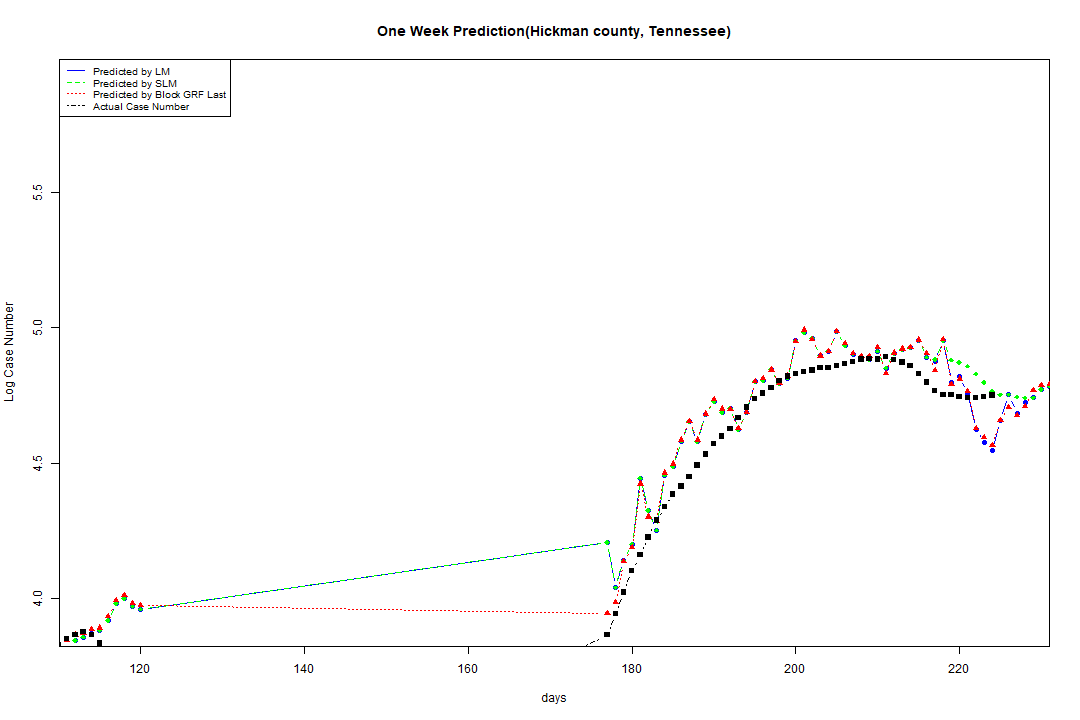 One Week Prediction(Hickman county, Tennessee)
Predicted by LM
Predicted by SLM
Predicted by Block GRF Last
Actual Case Number
5.5
5.0
4.5
4.0
Log Case Number
120 140 160 180 200 220
days